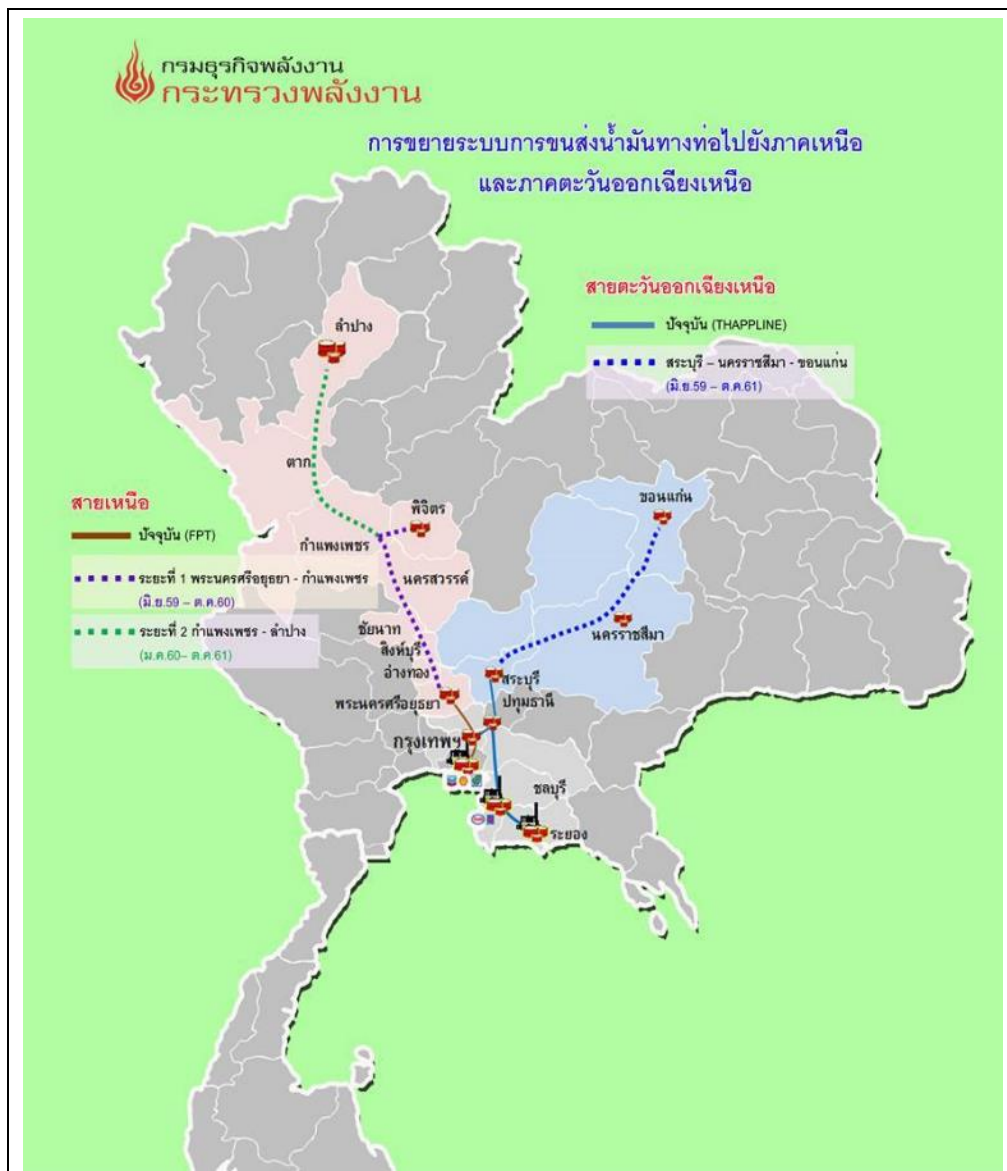 กรมธุรกิจพลังงาน
กระทรวงพลังงาน
การขยายระบบการขนส่งน้ำมันทางท่อไปยังภาคเหนือ
และภาคตะวันออกเฉียงเหนือ
สายตะวันออกเฉียงเหนือ
ปัจจุบัน (THAPPLINE)
สระบุรี – นครราชสีมา - ขอนแก่น
(มิ.ย.59 – ต.ค.61)
ลำปาง
ตาก
สายเหนือ
ปัจจุบัน (FPT)
ระยะที่ 1 พระนครศรีอยุธยา - กำแพงเพชร
(มิ.ย.59 – ต.ค.60)
ระยะที่ 2 กำแพงเพชร - ลำปาง
(ม.ค.60– ต.ค.61)
พิจิตร
ขอนแก่น
กำแพงเพชร
นครสวรรค์
ชัยนาท
สิงห์บุรี
อ่างทอง
นครราชสีมา
สระบุรี
พระนครศรีอยุธยา
ปทุมธานี
กรุงเทพฯ
ชลบุรี
ระยอง